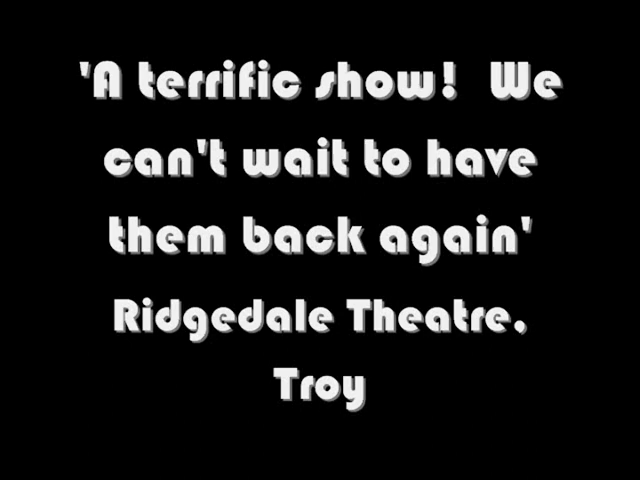 'A terrific show!  We
can't wait to have
them back again'
Ridgedale Theatre,
Troy